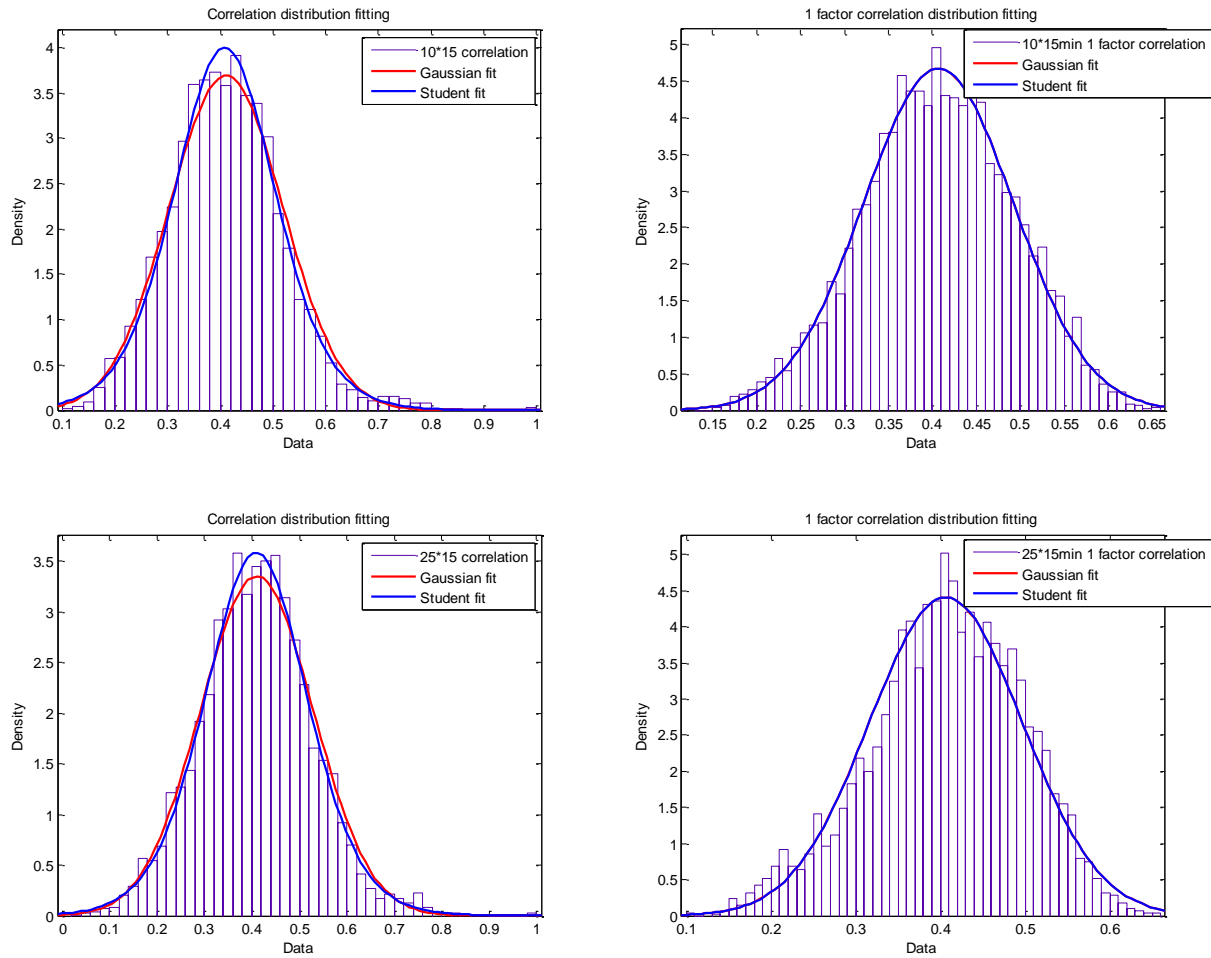 Correlation distribution fitting
10*15 correlation
Gaussian fit
Student fit
4
3.5
3
2.5
2
1.5
1
0.5
0
Density
0.1 0.2 0.3 0.4 0.5 0.6 0.7 0.8 0.9 1
Data
1 factor correlation distribution fitting
10*15min 1 factor correlation
Gaussian fit
Student fit
5
4.5
4
3.5
3
2.5
2
1.5
1
0.5
0
Density
0.15 0.2 0.25 0.3 0.35 0.4 0.45 0.5 0.55 0.6 0.65
Data
Correlation distribution fitting
25*15 correlation
Gaussian fit
Student fit
3.5
3
2.5
2
1.5
1
0.5
0
Density
0 0.1 0.2 0.3 0.4 0.5 0.6 0.7 0.8 0.9 1
Data
1 factor correlation distribution fitting
25*15min 1 factor correlation
Gaussian fit
Student fit
5
4.5
4
3.5
3
2.5
2
1.5
1
0.5
0
Density
0.1 0.2 0.3 0.4 0.5 0.6
Data